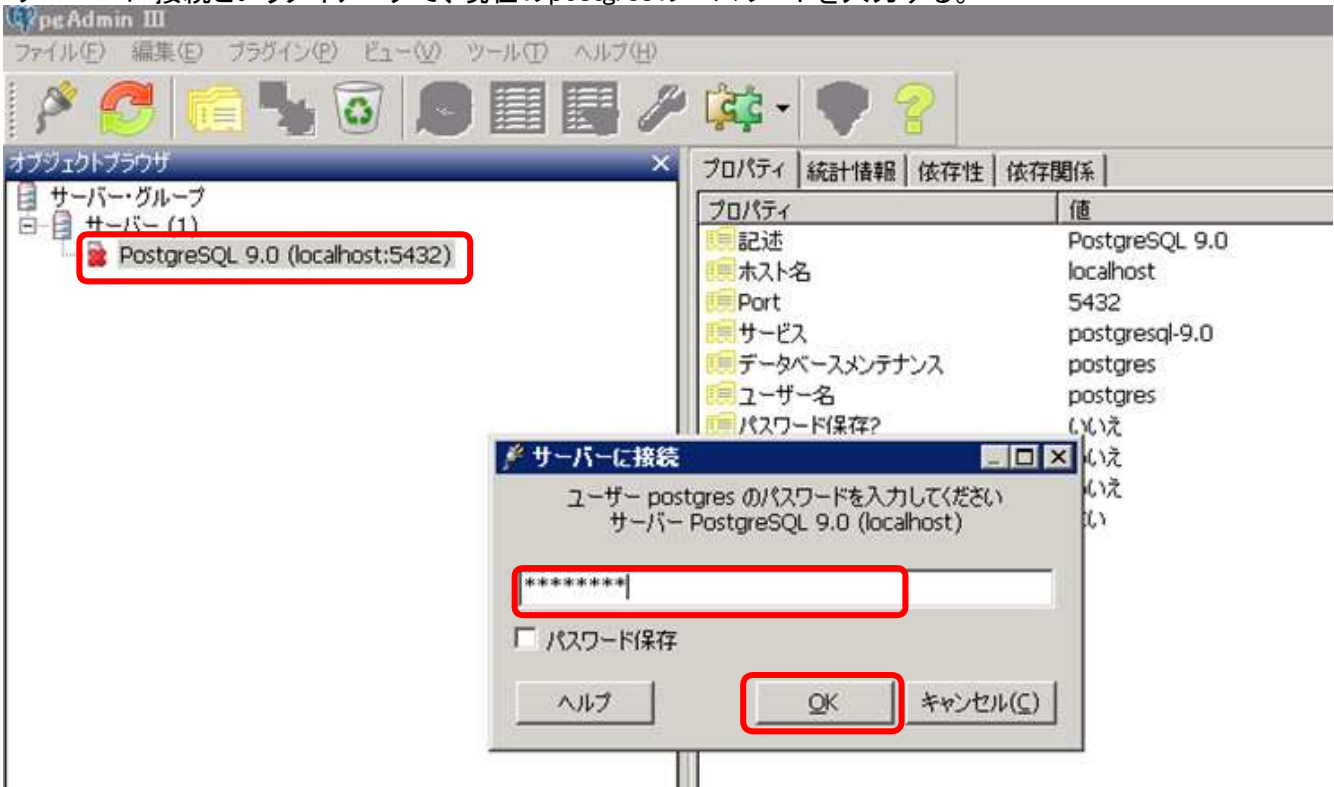 pgAdmin III
ファイル(F) 編集(E) プラグイン(P) ビュー(V) ツール(T) ヘルプ(H)
オブジェクトブラウザ
サーバー・グループ
サーバー (1)
PostgreSQL 9.0 (localhost:5432)
プロパティ 統計情報 依存性 依存関係
プロパティ 値
記述 PostgreSQL 9.0
ホスト名 localhost
Port 5432
サービス postgresql-9.0
データベースメンテナンス postgres
ユーザー名 postgres
パスワード保存? いいえ
サーバーに接続
ユーザー postgres のパスワードを入力してください
サーバー PostgreSQL 9.0 (localhost)
********
パスワード保存
ヘルプ OK キャンセル(C)